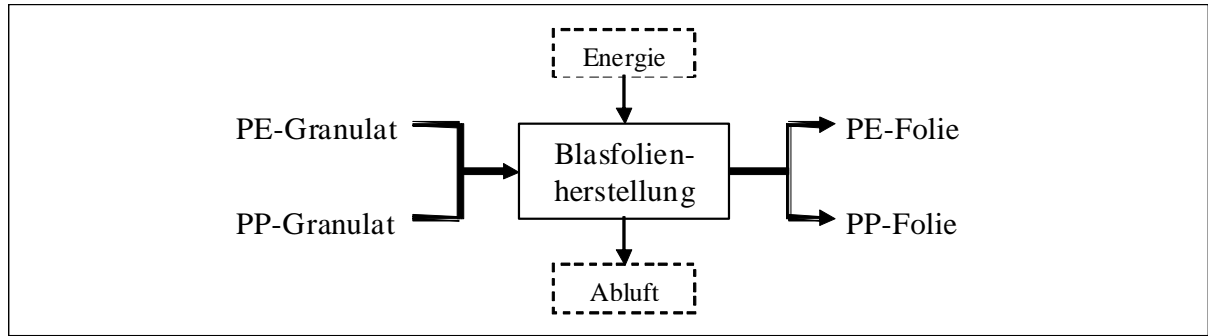 Energie
PE-Granulat
Blasfolien-
herstellung
PE-Folie
PP-Granulat
PP-Folie
Abluft